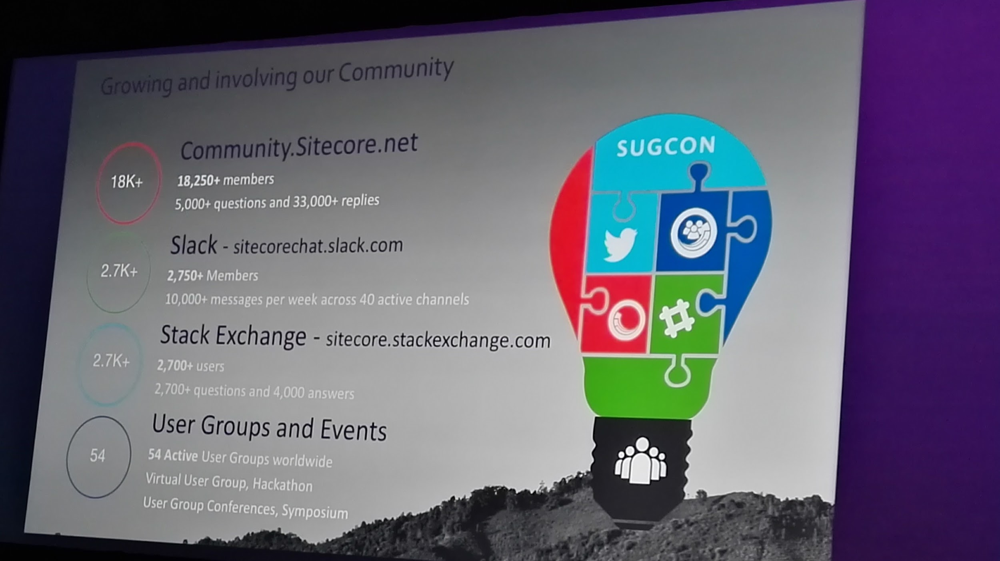 Growing and involving our Community
SUGCON
Community.Sitecore.net
18K+
18,250+ members
5,000+ questions and 33,000+ replies
Slack - sitecorechat.slack.com
2.7K+
2,750+ Members
10,000+ messages per week across 40 active channels
Stack Exchange - sitecore.stackexchange.com
2.7K+
2,700+ users
2,700+ questions and 4,000 answers
User Groups and Events
54
54 Active User Groups worldwide
Virtual User Group, Hackathon
User Group Conferences, Symposium